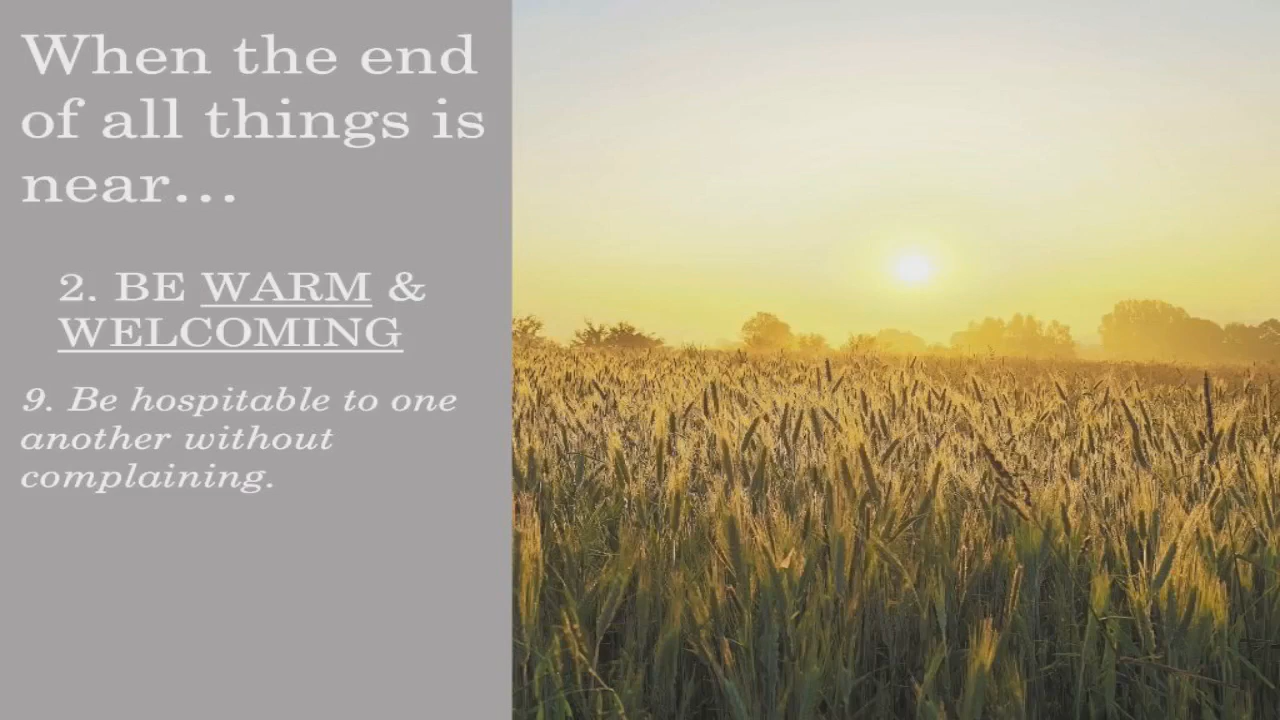 When the end
of all things is
near...
2. BE WARM &
WELCOMING
9. Be hospitable to one
another without
complaining.